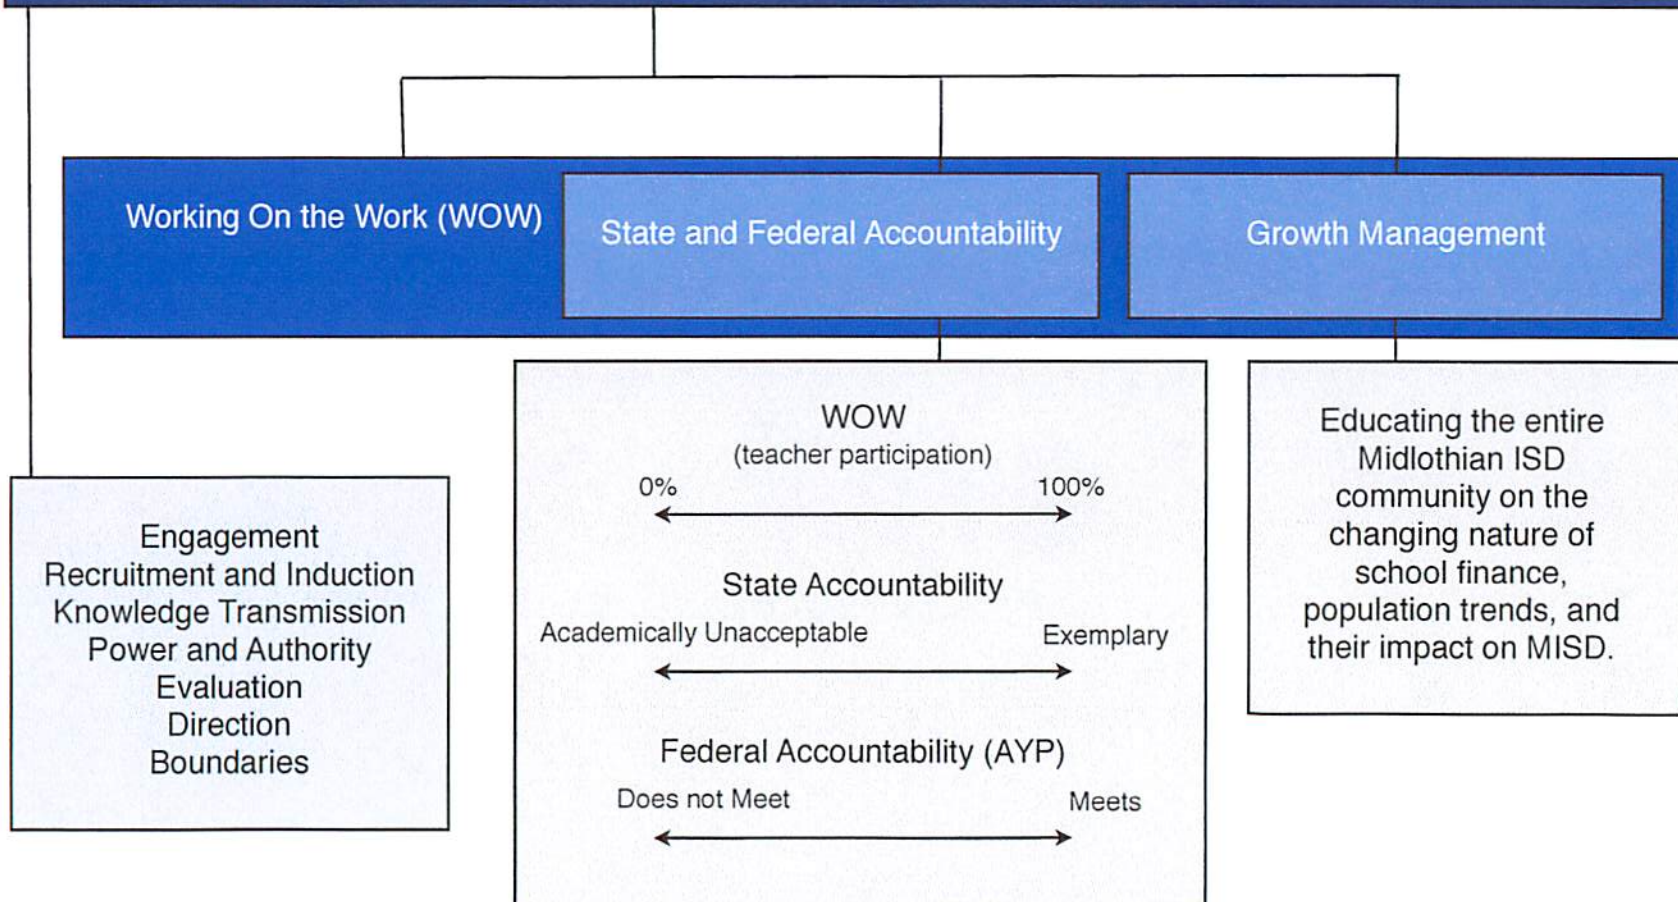 Working On the Work (WOW)
State and Federal Accountability
Growth Management
Engagement
Recruitment and Induction
Knowledge Transmission
Power and Authority
Evaluation
Direction
Boundaries
WOW
(teacher participation)
0% 100%
State Accountability
Academically Unacceptable Exemplary
Federal Accountability (AYP)
Does not Meet Meets
Educating the entire
Midlothian ISD
community on the
changing nature of
school finance,
population trends, and
their impact on MISD.